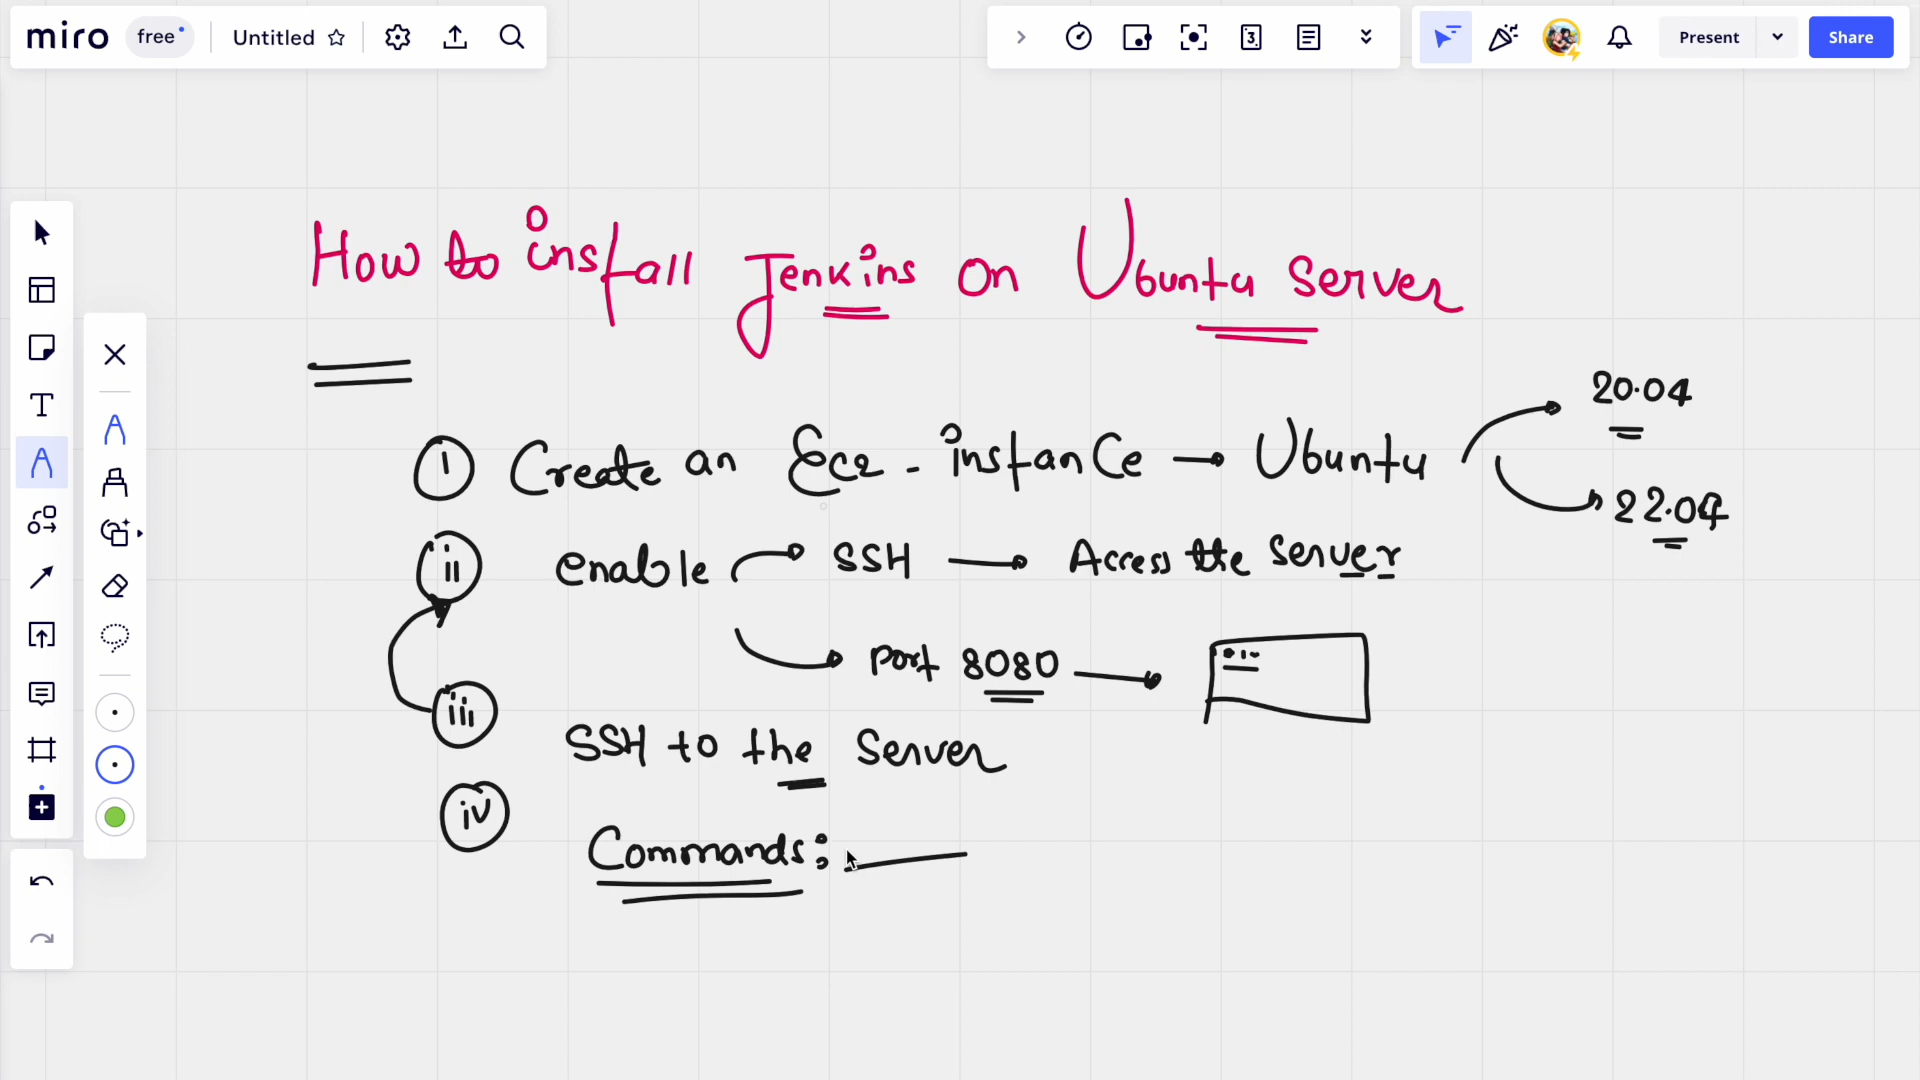 miro free Untitled Present Share
How to install Jenkins on Ubuntu Server
20.04
i Create an Ec2 - instance → Ubuntu
22.04
ii enable SSH → Access the Server
Port 8080
iii
SSH to the Server
iv
Commands: